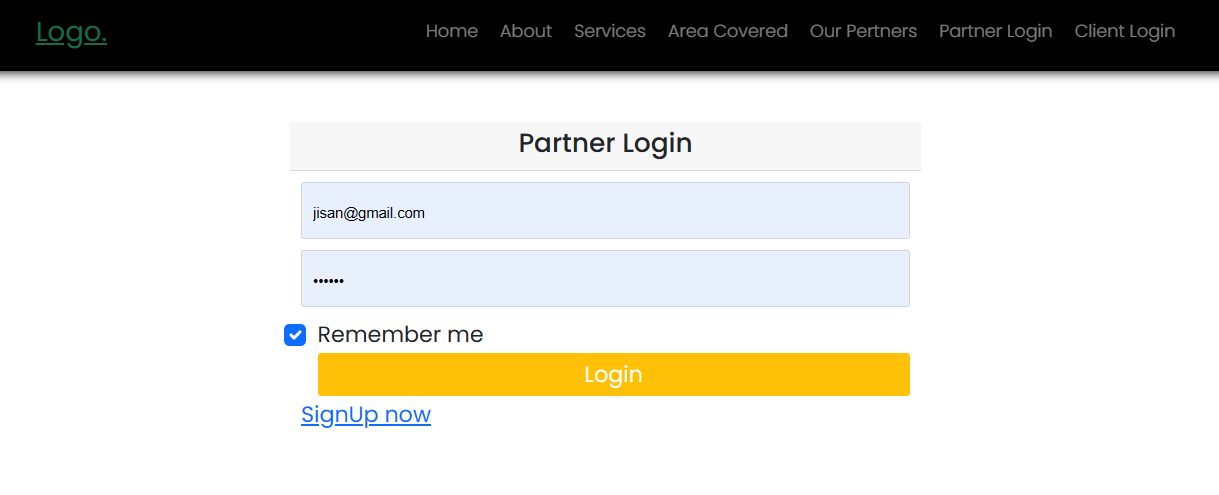 Logo. Home About Services Area Covered Our Pertners Partner Login Client Login
Partner Login
jisan@gmail.com
••••••
Remember me
Login
SignUp now